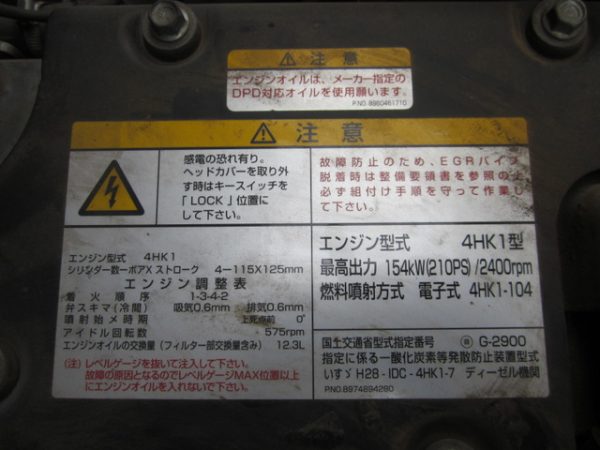 注意
エンジンオイルは、メーカー指定の
DPD対応オイルを使用願います。
P.NO. 8980461710
注意
感電の恐れ有り。
ヘッドカバーを取り外
す時はキースイッチを
「LOCK」位置に
して下さい。
故障防止のため、EGRパイプ
脱着時は整備要領書を参照の上
必ず組付け手順を守って作業し
て下さい。
エンジン型式 4HK1
シリンダー数ーボアX ストローク 4-115X125mm
エンジン調整表
着火順序 1-3-4-2
弁スキマ(冷間) 吸気0.6mm 排気0.6mm
噴射始メ時期 上死点前 0°
アイドル回転数 575rpm
エンジンオイルの交換量(フィルター部交換量含み) 12.3L
(注)レベルゲージを抜いて注入して下さい。
故障の原因となるのでレベルゲージMAX位置以上
にエンジンオイルを入れないで下さい。
エンジン型式 4HK1型
最高出力 154kW(210PS)/2400rpm
燃料噴射方式 電子式 4HK1-104
国土交通省型式指定番号 G-2900
指定に係る一酸化炭素等発散防止装置型式
いすゞ H28-IDC-4HK1-7 ディーゼル機関
P.NO. 8974894280